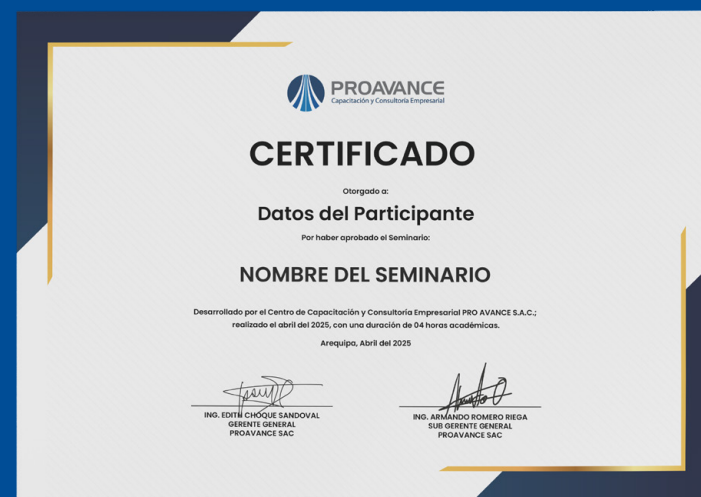 PROAVANCE
Capacitación y Consultoría Empresarial
CERTIFICADO
Otorgado a:
Datos del Participante
Por haber aprobado el Seminario:
NOMBRE DEL SEMINARIO
Desarrollado por el Centro de Capacitación y Consultoría Empresarial PRO AVANCE S.A.C.;
realizado el abril del 2025, con una duración de 04 horas académicas.
Arequipa, Abril del 2025
ING. EDITH CHOQUE SANDOVAL
GERENTE GENERAL
PROAVANCE SAC
ING. ARMANDO ROMERO RIEGA
SUB GERENTE GENERAL
PROAVANCE SAC